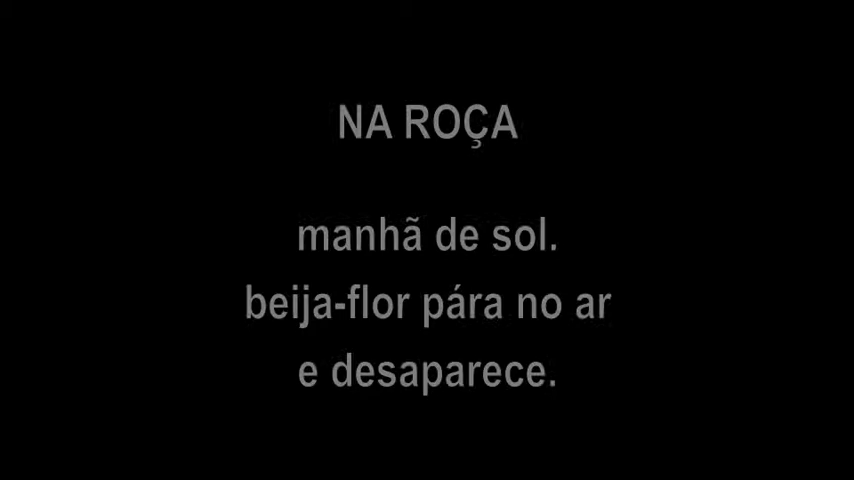 NA ROÇA
manhã de sol.
beija-flor pára no ar
e desaparece.